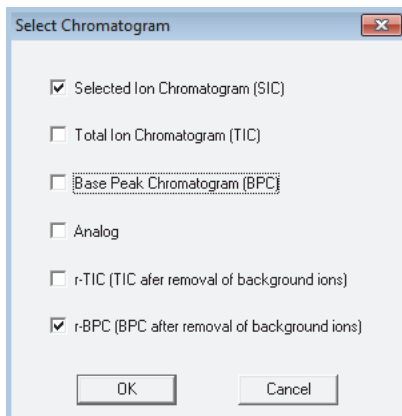 Select Chromatogram
Selected Ion Chromatogram (SIC)
Total Ion Chromatogram (TIC)
Base Peak Chromatogram (BPC)
Analog
r-TIC (TIC afer removal of background ions)
r-BPC (BPC after removal of background ions)
OK Cancel